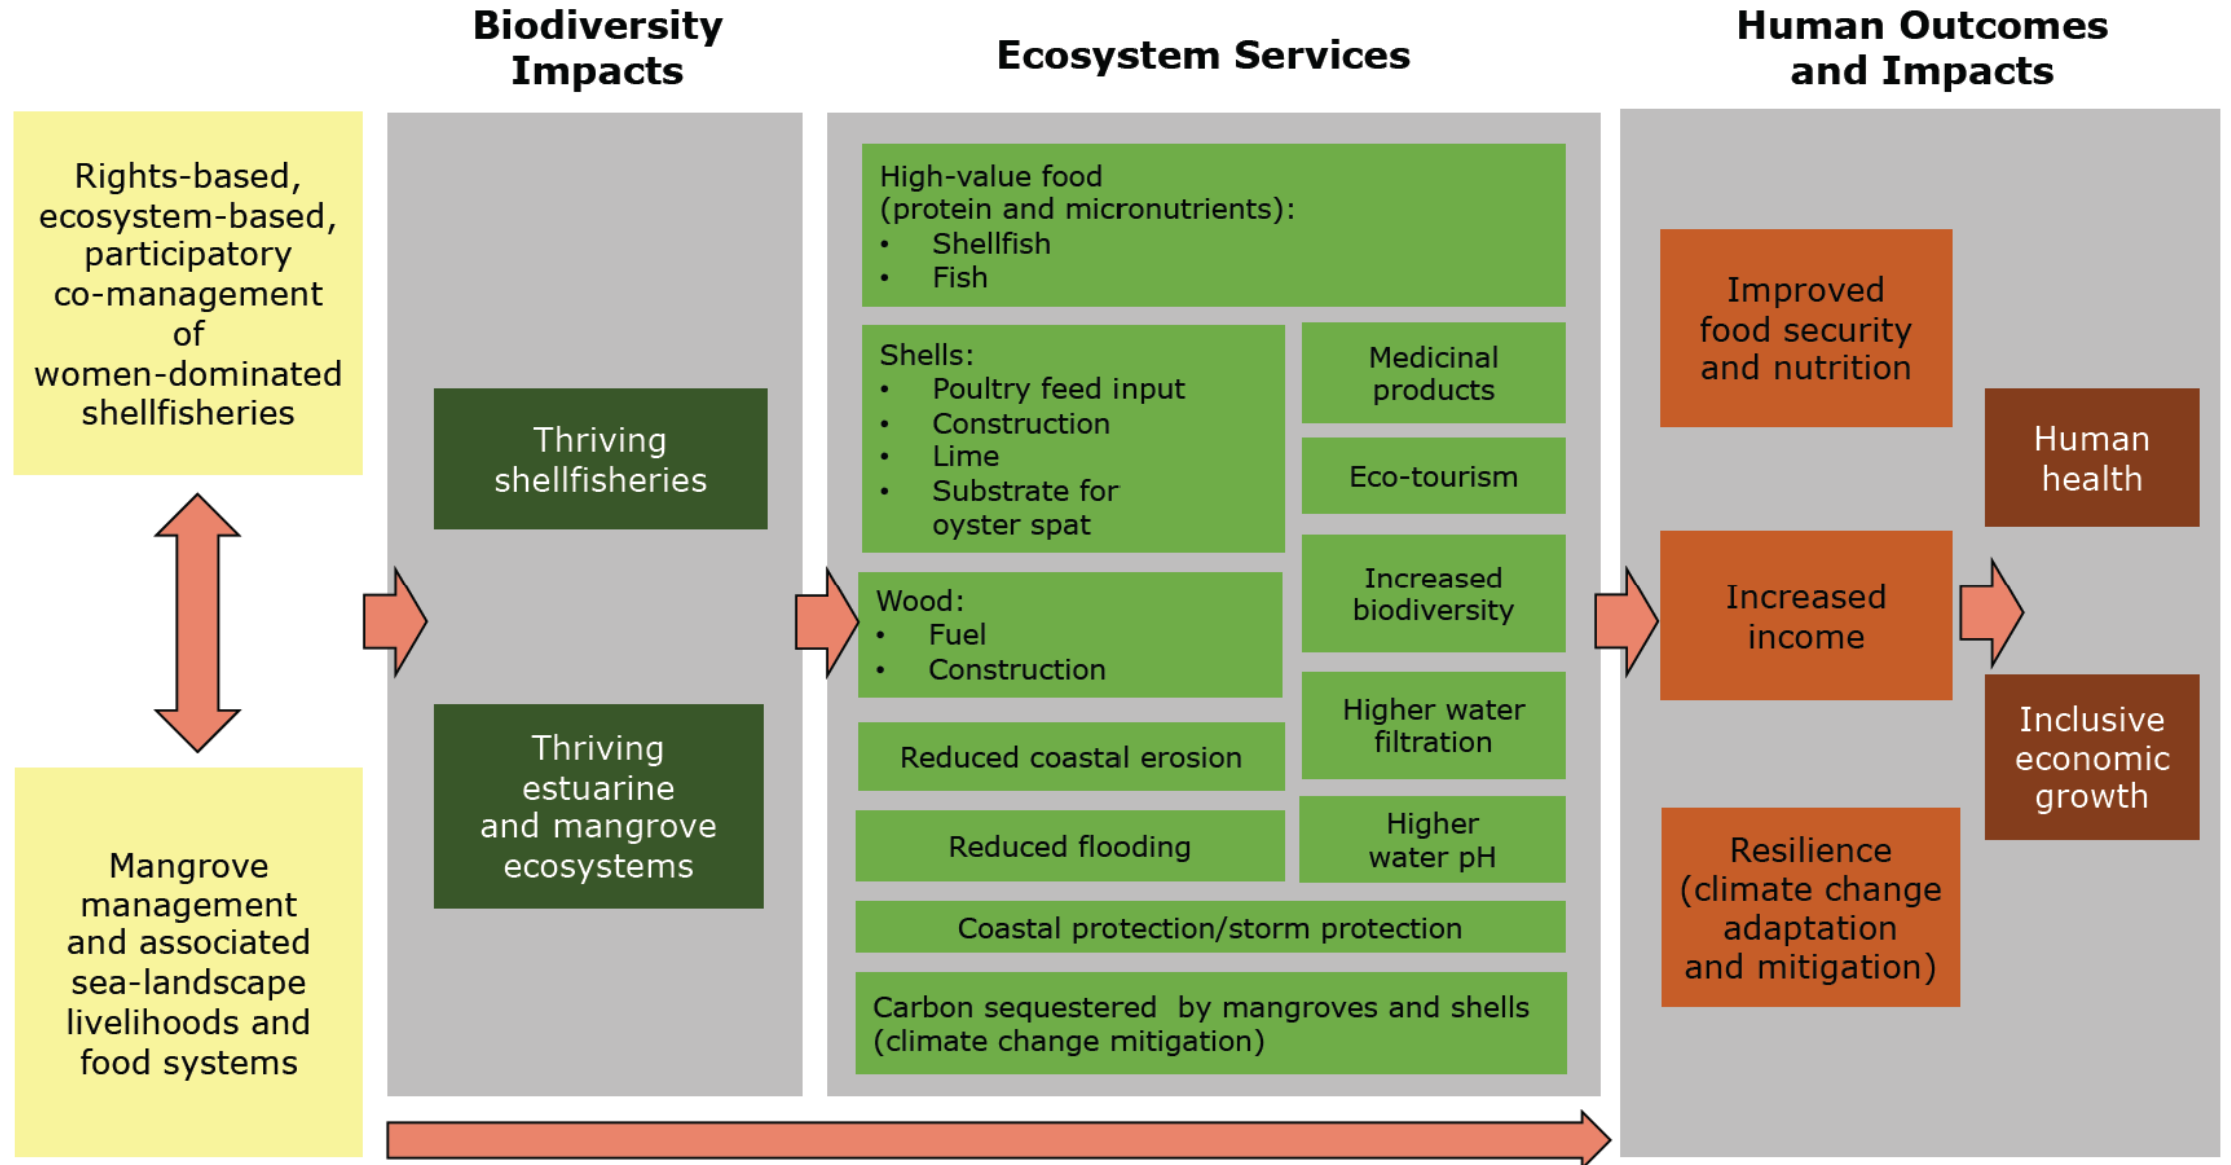 Biodiversity
Impacts
Ecosystem Services
Human Outcomes
and Impacts
Rights-based,
ecosystem-based,
participatory
co-management
of
women-dominated
shellfisheries
Mangrove
management
and associated
sea-landscape
livelihoods and
food systems
Thriving
shellfisheries
Thriving
estuarine
and mangrove
ecosystems
High-value food
(protein and micronutrients):
• Shellfish
• Fish
Shells:
• Poultry feed input
• Construction
• Lime
• Substrate for
oyster spat
Wood:
• Fuel
• Construction
Reduced coastal erosion
Reduced flooding
Medicinal
products
Eco-tourism
Increased
biodiversity
Higher water
filtration
Higher
water pH
Coastal protection/storm protection
Carbon sequestered  by mangroves and shells
(climate change mitigation)
Improved
food security
and nutrition
Increased
income
Resilience
(climate change
adaptation
and mitigation)
Human
health
Inclusive
economic
growth